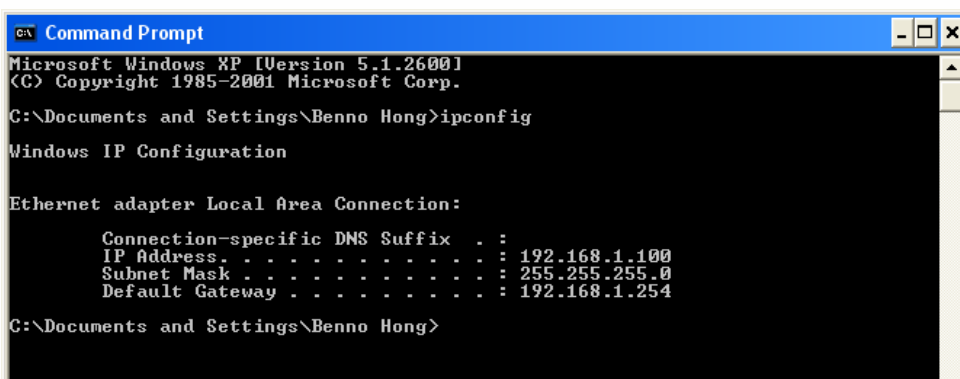 Command Prompt
Microsoft Windows XP [Version 5.1.2600]
(C) Copyright 1985-2001 Microsoft Corp.
C:\Documents and Settings\Benno Hong>ipconfig
Windows IP Configuration
Ethernet adapter Local Area Connection:
Connection-specific DNS Suffix  . :
IP Address. . . . . . . . . . . . : 192.168.1.100
Subnet Mask . . . . . . . . . . . : 255.255.255.0
Default Gateway . . . . . . . . . : 192.168.1.254
C:\Documents and Settings\Benno Hong>